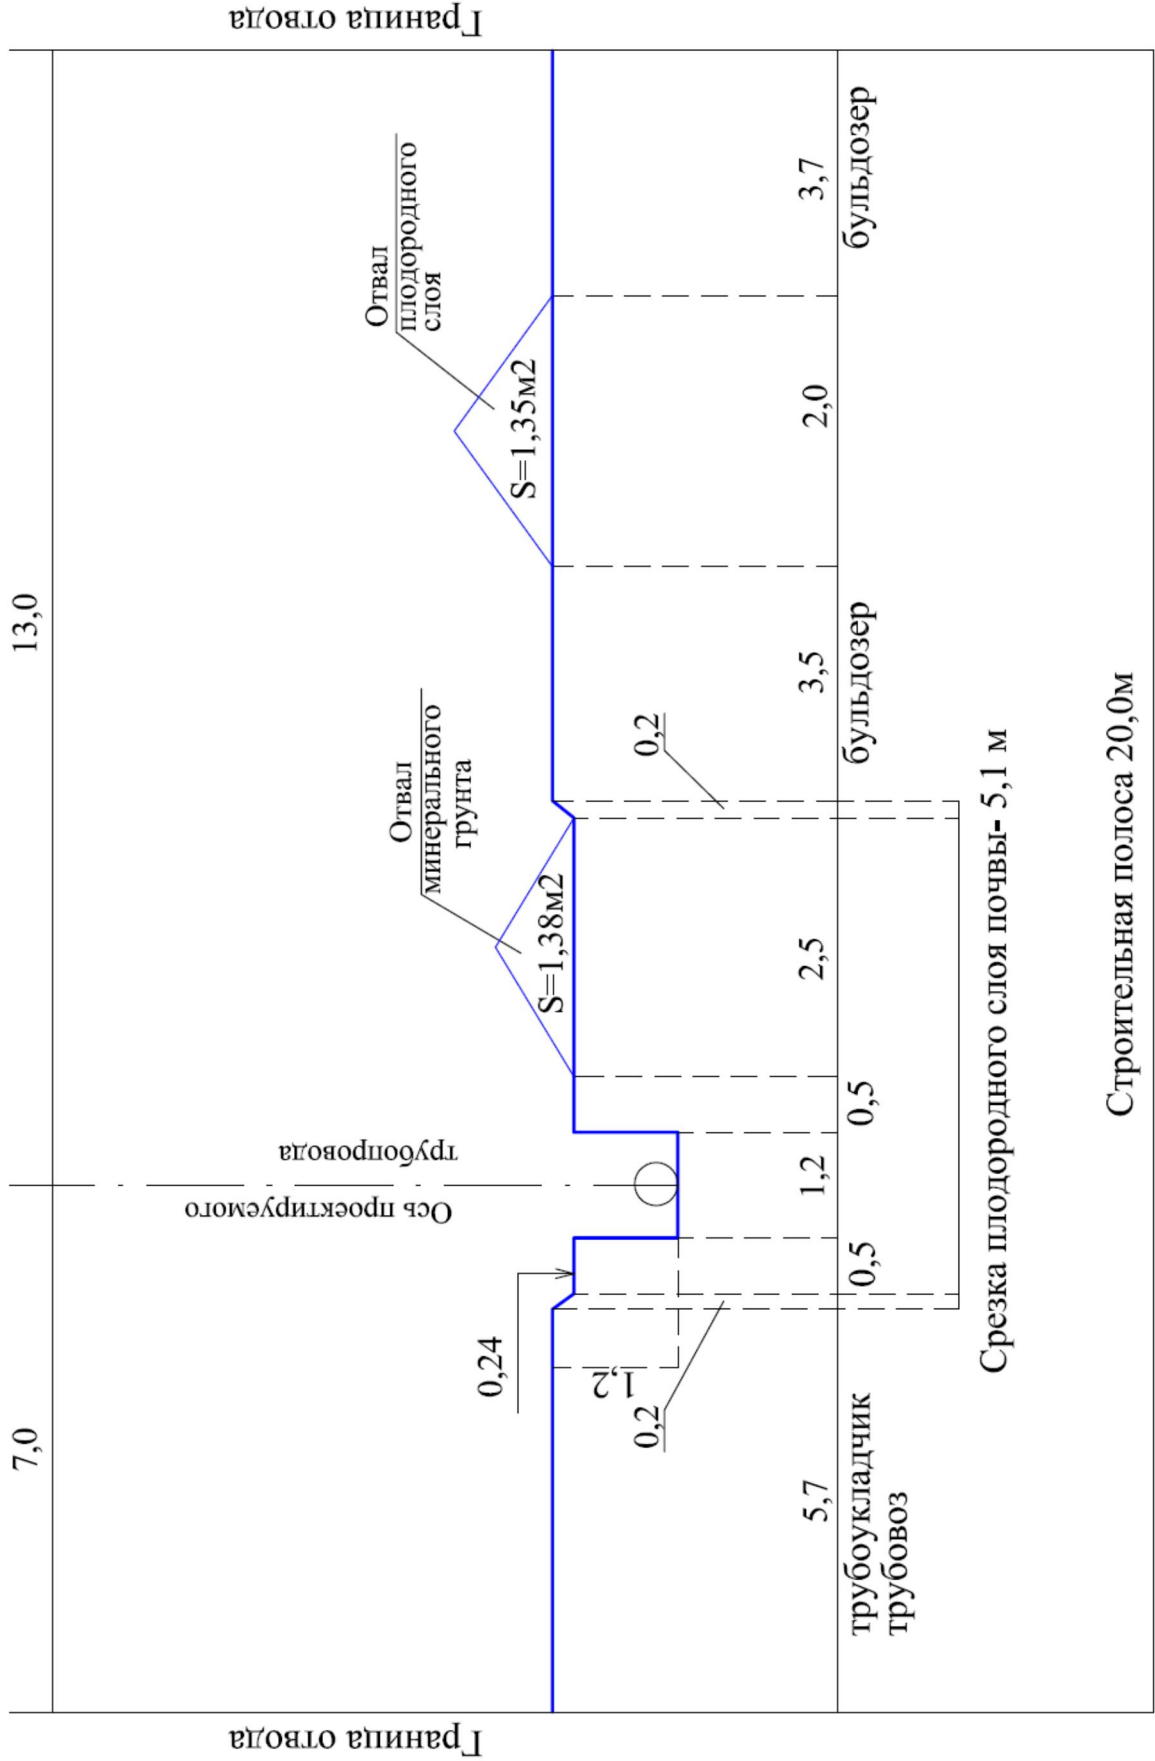 7,0
13,0
Граница отвода
Граница отвода
Ось проектируемого
трубопровода
Отвал
минерального
грунта
S=1,38м2
Отвал
плодородного
слоя
S=1,35м2
0,24
1,2
0,2
0,2
5,7
0,5
1,2
0,5
2,5
3,5
2,0
3,7
трубоукладчик
трубовоз
бульдозер
бульдозер
Срезка плодородного слоя почвы- 5,1 м
Строительная полоса 20,0м